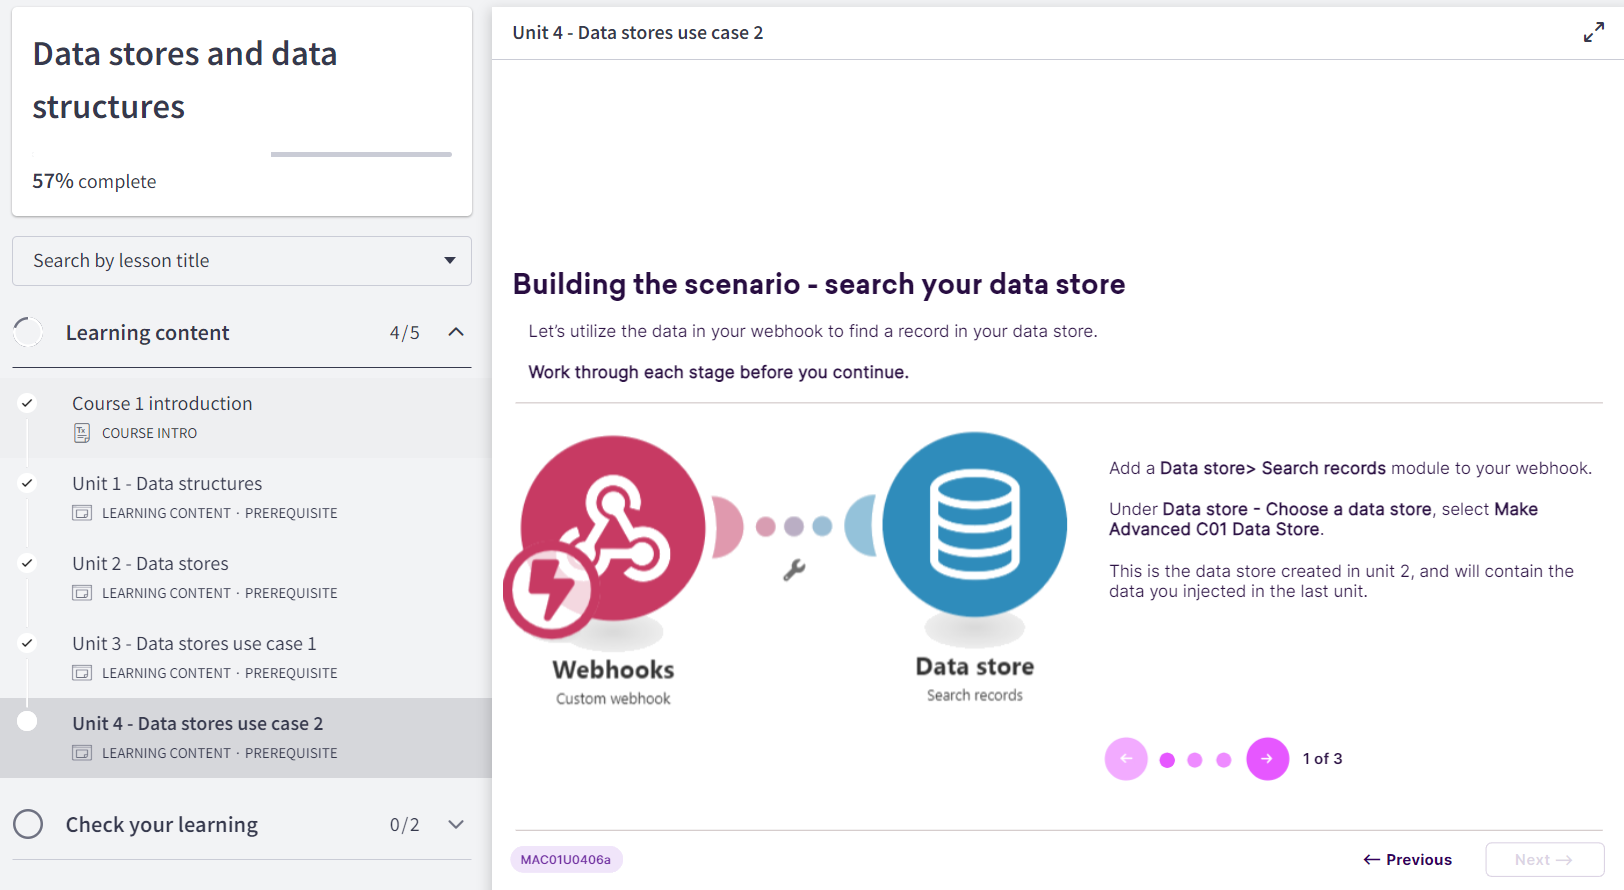 Data stores and data
structures
57% complete
Search by lesson title
Learning content 4/5
Course 1 introduction
Tx
COURSE INTRO
Unit 1 - Data structures
LEARNING CONTENT · PREREQUISITE
Unit 2 - Data stores
LEARNING CONTENT · PREREQUISITE
Unit 3 - Data stores use case 1
LEARNING CONTENT · PREREQUISITE
Unit 4 - Data stores use case 2
LEARNING CONTENT · PREREQUISITE
Check your learning 0/2
Unit 4 - Data stores use case 2
Building the scenario - search your data store
Let's utilize the data in your webhook to find a record in your data store.
Work through each stage before you continue.
Webhooks
Custom webhook
Data store
Search records
Add a Data store> Search records module to your webhook.
Under Data store - Choose a data store, select Make
Advanced C01 Data Store.
This is the data store created in unit 2, and will contain the
data you injected in the last unit.
← → 1 of 3
MAC01U0406a
← Previous
Next →